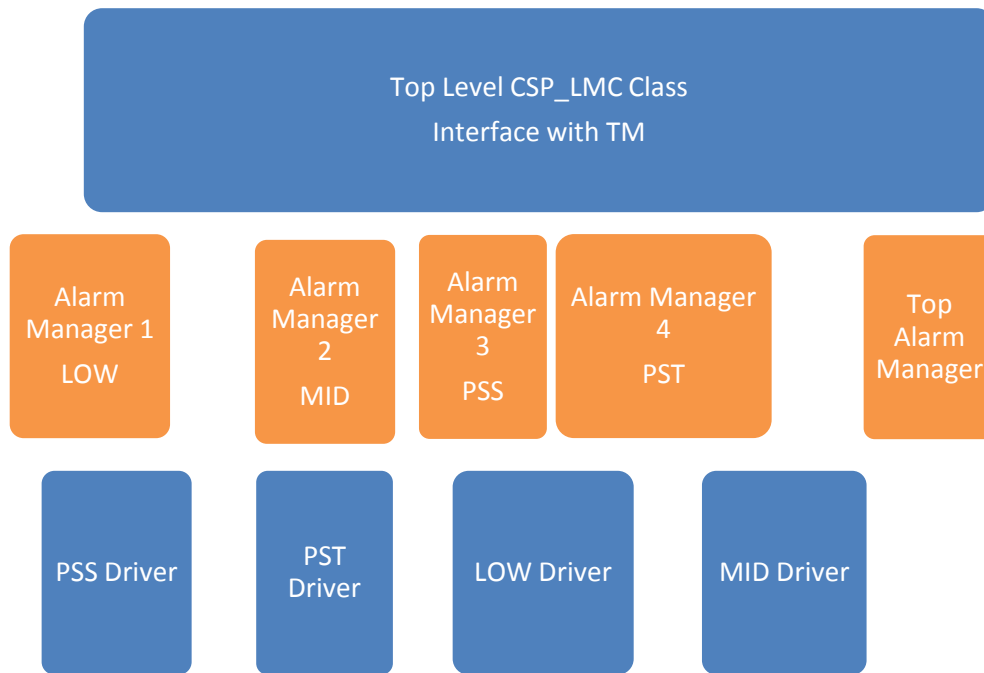 Top Level CSP_LMC Class
Interface with TM
Alarm
Manager 1
LOW
Alarm
Manager
2
MID
Alarm
Manager
3
PSS
Alarm Manager
4
PST
Top
Alarm
Manager
PSS Driver
PST
Driver
LOW Driver
MID Driver